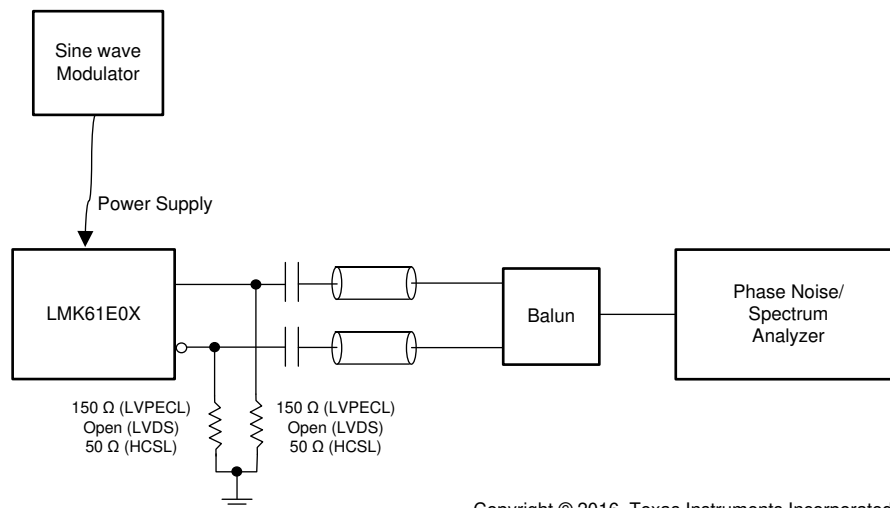 Sine wave
Modulator
Power Supply
LMK61E0X
Balun
Phase Noise/
Spectrum
Analyzer
150 Ω (LVPECL)
Open (LVDS)
50 Ω (HCSL)
150 Ω (LVPECL)
Open (LVDS)
50 Ω (HCSL)
Copyright © 2016, Texas Instruments Incorporated